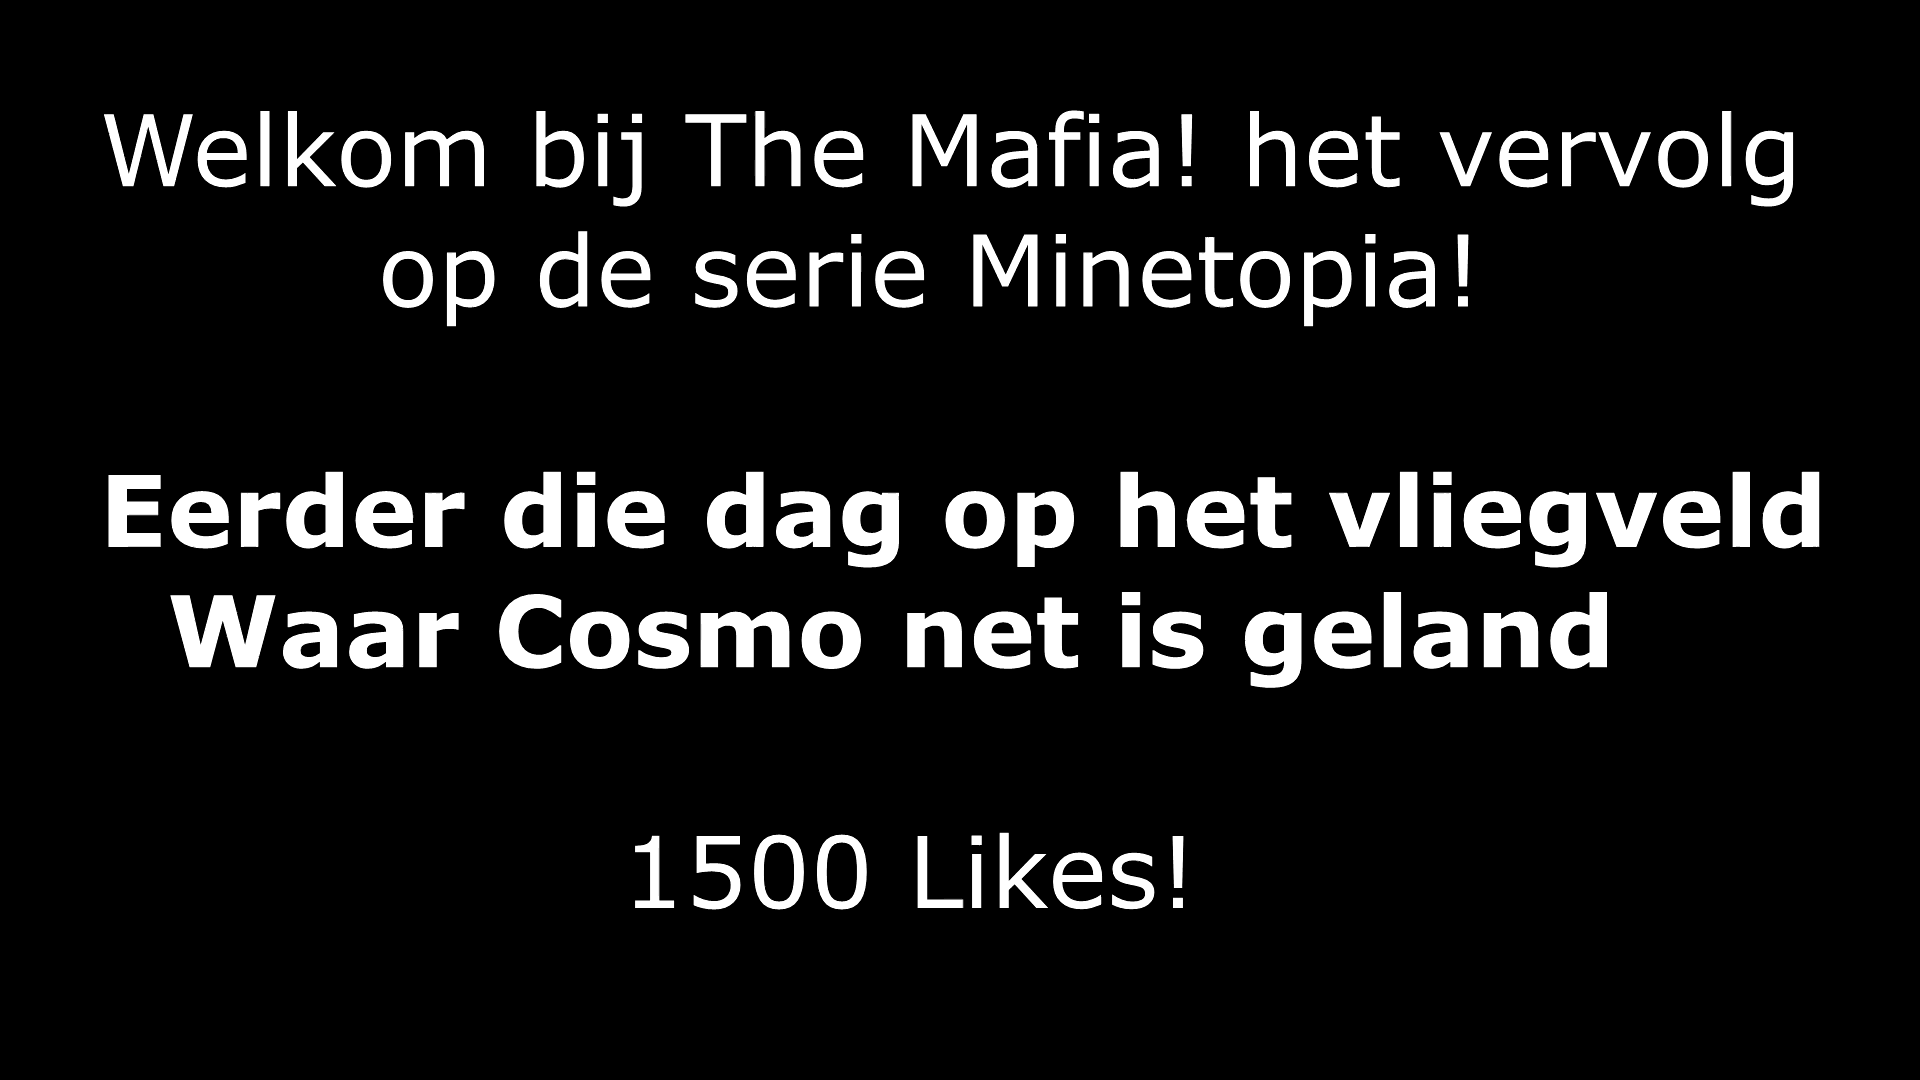 Welkom bij The Mafia! het vervolg
op de serie Minetopia!
Eerder die dag op het vliegveld
Waar Cosmo net is geland
1500 Likes!